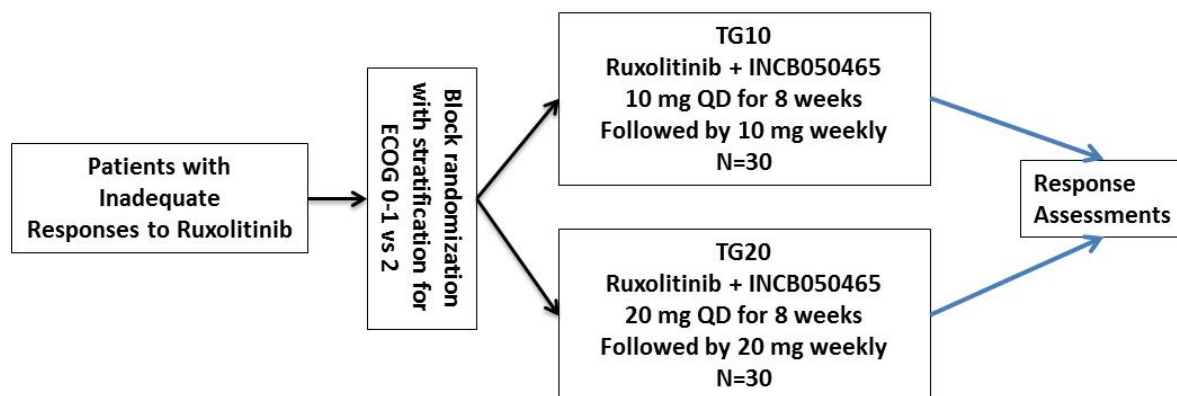 Patients with
Inadequate
Responses to Ruxolitinib
Block randomization
with stratification for
ECOG 0-1 vs 2
TG10
Ruxolitinib + INCB050465
10 mg QD for 8 weeks
Followed by 10 mg weekly
N=30
TG20
Ruxolitinib + INCB050465
20 mg QD for 8 weeks
Followed by 20 mg weekly
N=30
Response
Assessments